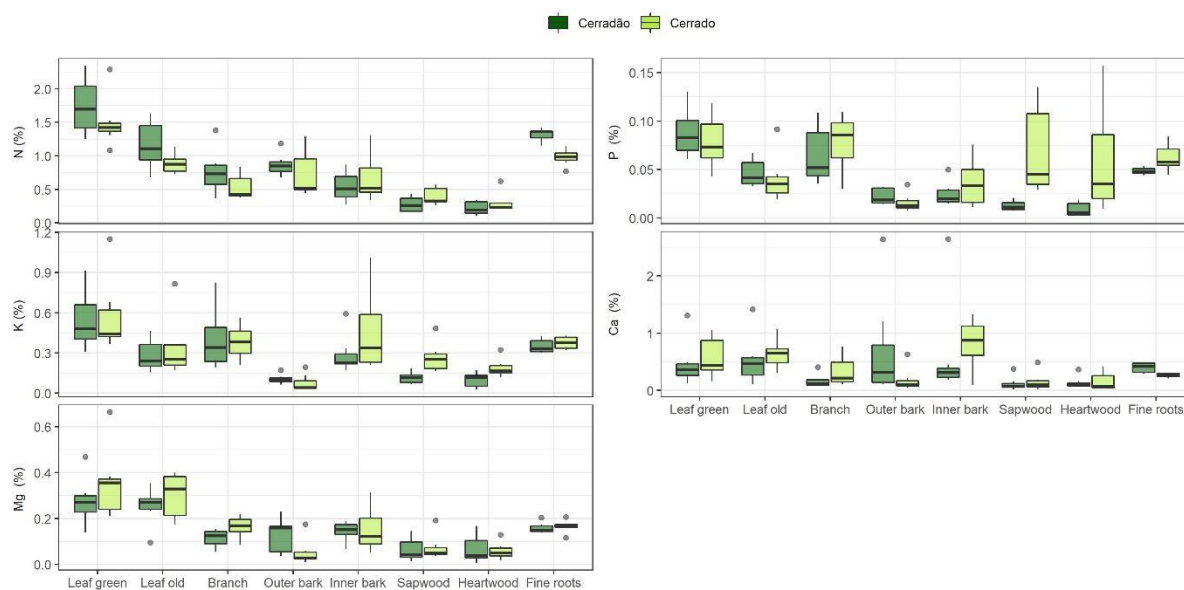 Cerradão Cerrado
N (%)
2.0
1.5
1.0
0.5
0.0
K (%)
1.2
0.9
0.6
0.3
0.0
Mg (%)
0.6
0.4
0.2
0.0
Leaf green Leaf old Branch Outer bark Inner bark Sapwood Heartwood Fine roots
P (%)
0.15
0.10
0.05
0.00
Ca (%)
2
1
0
Leaf green Leaf old Branch Outer bark Inner bark Sapwood Heartwood Fine roots